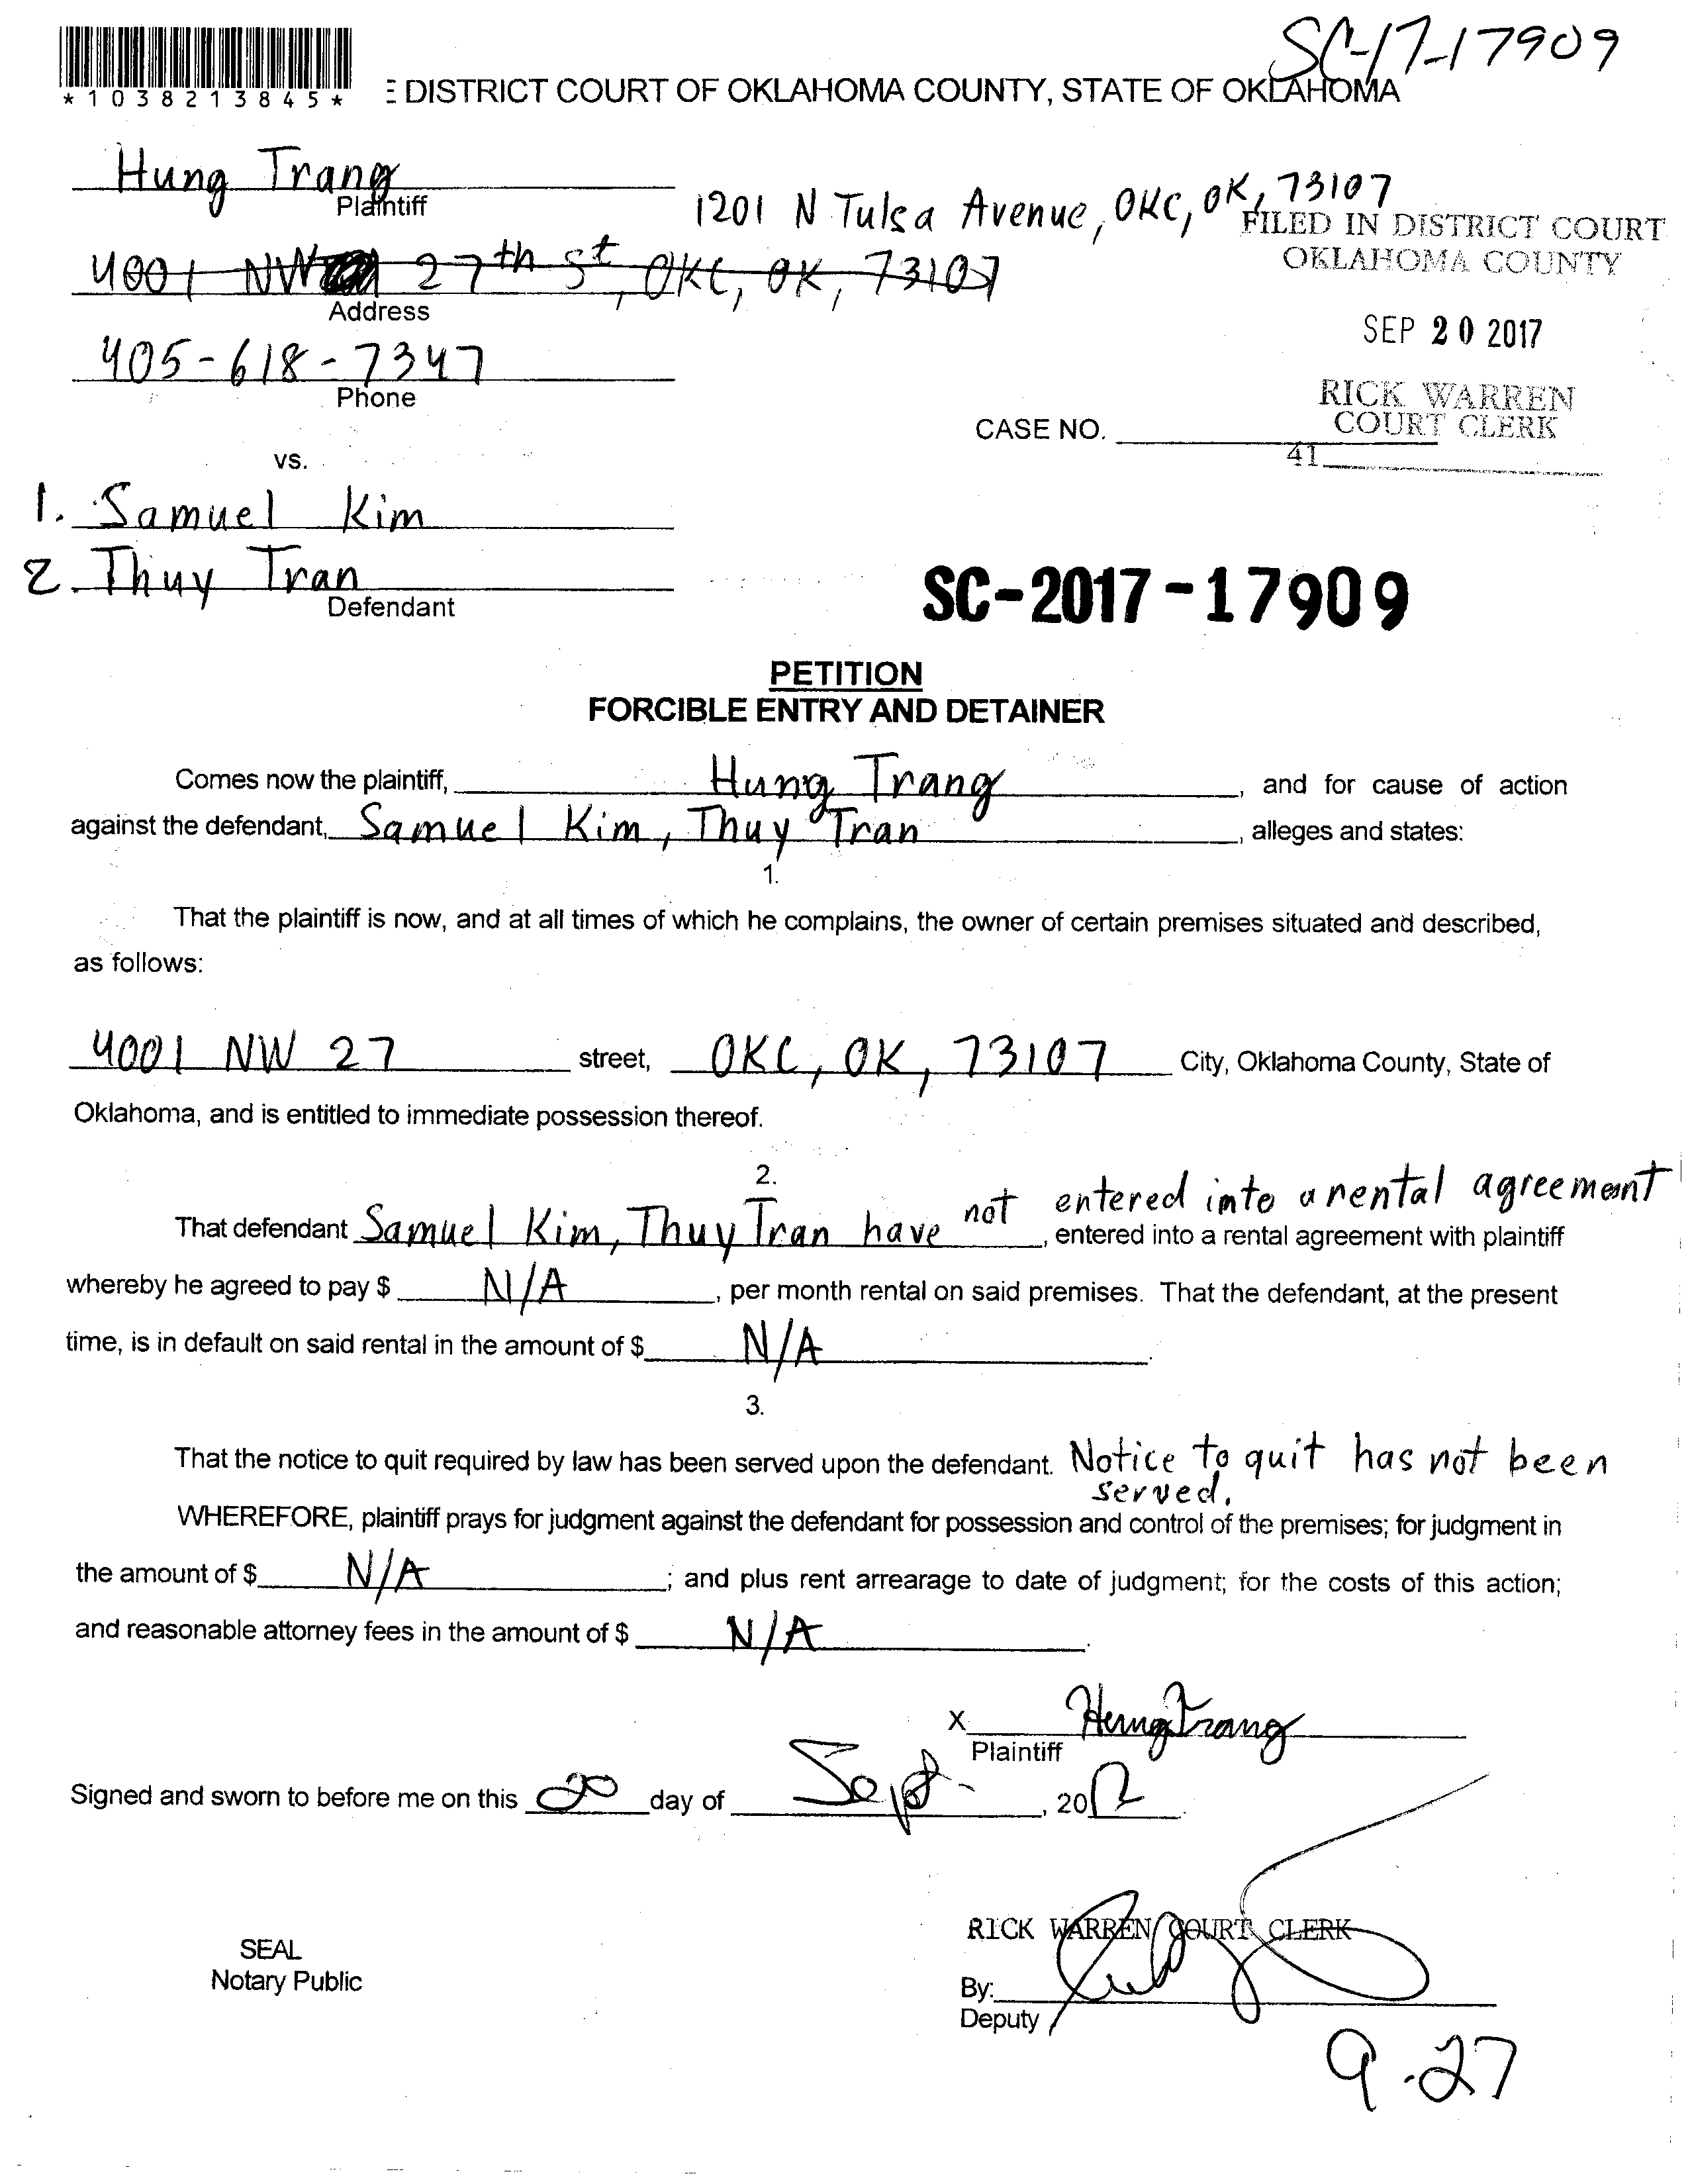 SC-17-17909
*1038213845*
E DISTRICT COURT OF OKLAHOMA COUNTY, STATE OF OKLAHOMA
Hung Trang
Plaintiff
1201 N Tulsa Avenue, OKC, OK, 73107
FILED IN DISTRICT COURT
OKLAHOMA COUNTY
4001 NW 27th St, OKC, OK, 73107
Address
SEP 20 2017
405-618-7347
Phone
RICK WARREN
COURT CLERK
CASE NO.
41
vs.
1. Samuel Kim
2. Thuy Tran
Defendant
SC-2017-17909
PETITION
FORCIBLE ENTRY AND DETAINER
Comes now the plaintiff, Hung Trang, and for cause of action
against the defendant, Samuel Kim, Thuy Tran, alleges and states:
1.
That the plaintiff is now, and at all times of which he complains, the owner of certain premises situated and described,
as follows:
4001 NW 27 street, OKC, OK, 73107 City, Oklahoma County, State of
Oklahoma, and is entitled to immediate possession thereof.
2.
not entered into a rental agreement
That defendant Samuel Kim, Thuy Tran have, entered into a rental agreement with plaintiff
whereby he agreed to pay $ N/A, per month rental on said premises. That the defendant, at the present
time, is in default on said rental in the amount of $ N/A.
3.
That the notice to quit required by law has been served upon the defendant. Notice to quit has not been
served.
WHEREFORE, plaintiff prays for judgment against the defendant for possession and control of the premises; for judgment in
the amount of $ N/A; and plus rent arrearage to date of judgment; for the costs of this action;
and reasonable attorney fees in the amount of $ N/A.
X Hung Trang
Plaintiff
Signed and sworn to before me on this 20 day of Sept, 2017.
RICK WARREN COURT CLERK
SEAL
Notary Public
By:
Deputy
9-27